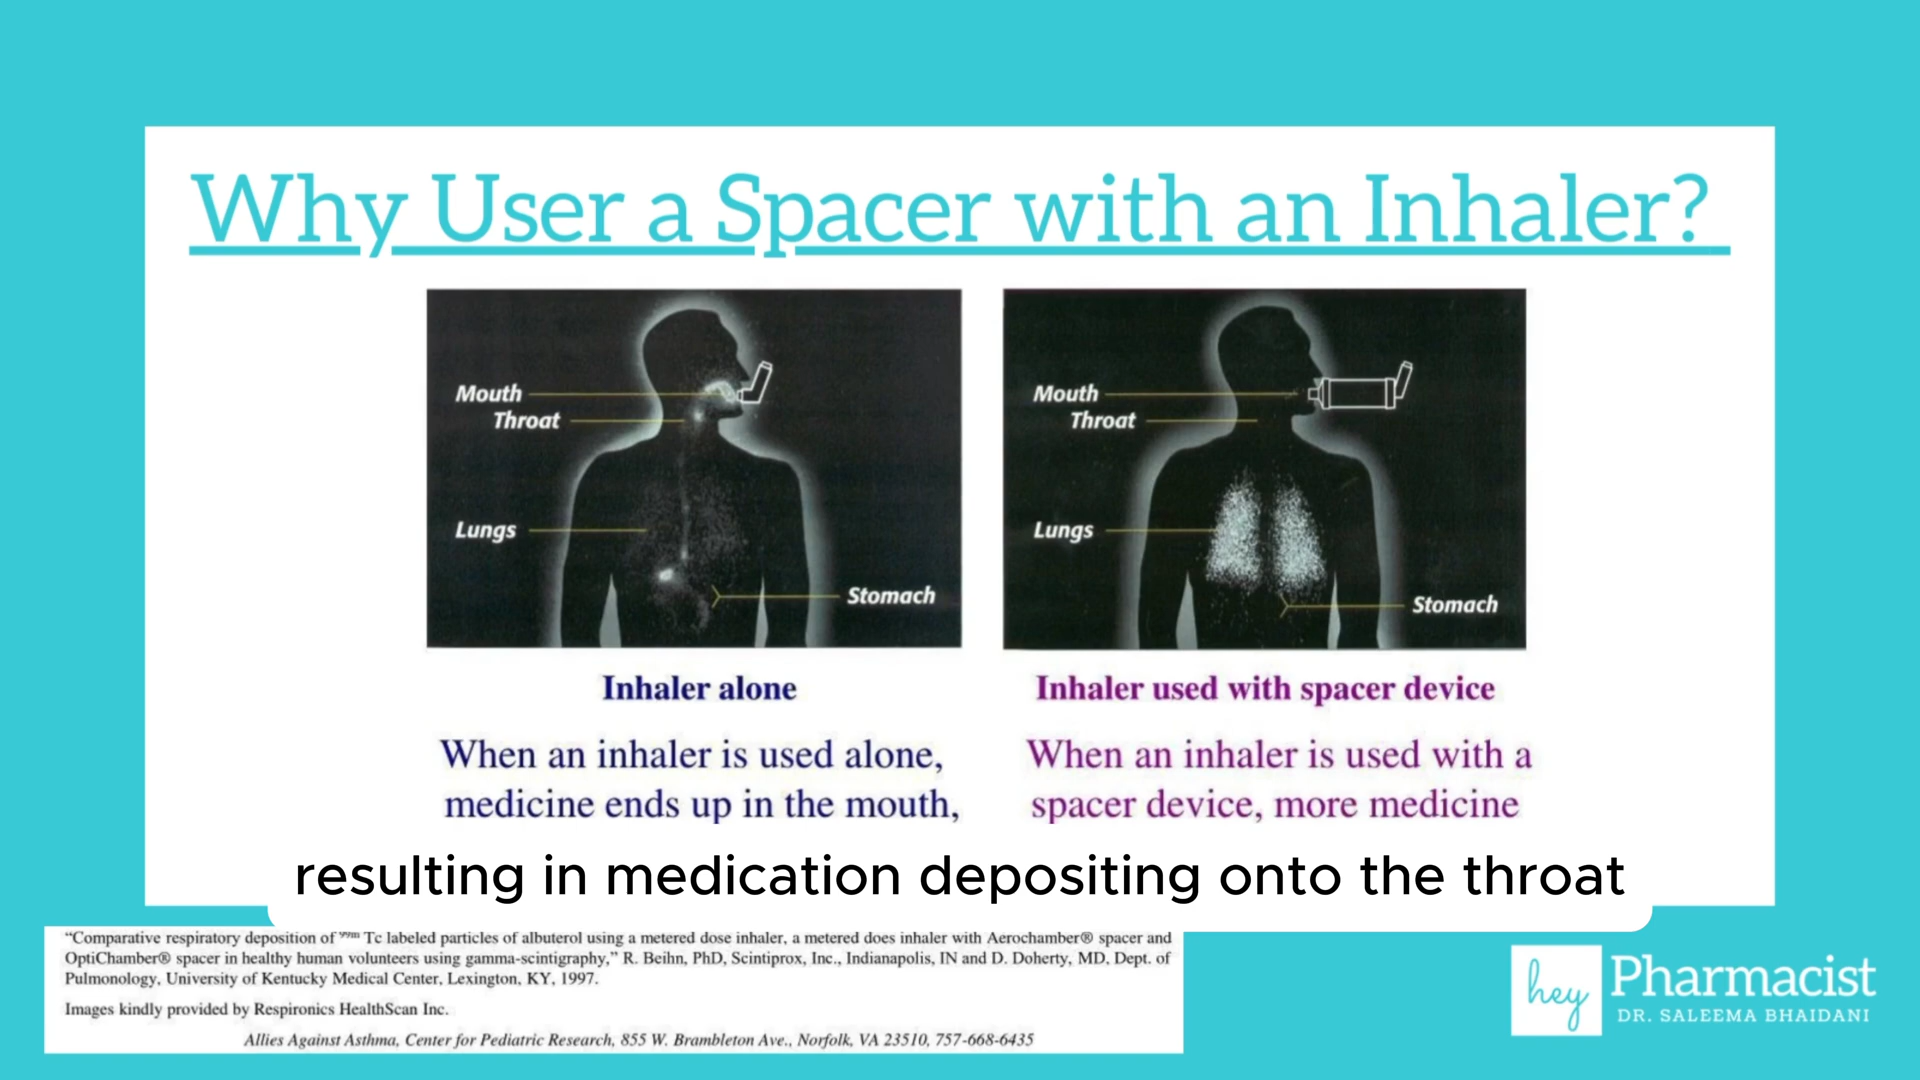 Why User a Spacer with an Inhaler?
Mouth
Throat
Lungs
Stomach
Mouth
Throat
Lungs
Stomach
Inhaler alone
When an inhaler is used alone,
medicine ends up in the mouth,
Inhaler used with spacer device
When an inhaler is used with a
spacer device, more medicine
resulting in medication depositing onto the throat
“Comparative respiratory deposition of ⁹⁹ᵐ Tc labeled particles of albuterol using a metered dose inhaler, a metered does inhaler with Aerochamber® spacer and
OptiChamber® spacer in healthy human volunteers using gamma-scintigraphy,” R. Beihn, PhD, Scintiprox, Inc., Indianapolis, IN and D. Doherty, MD, Dept. of
Pulmonology, University of Kentucky Medical Center, Lexington, KY, 1997.
Images kindly provided by Respironics HealthScan Inc.
Allies Against Asthma, Center for Pediatric Research, 855 W. Brambleton Ave., Norfolk, VA 23510, 757-668-6435
hey Pharmacist
DR. SALEEMA BHAIDANI